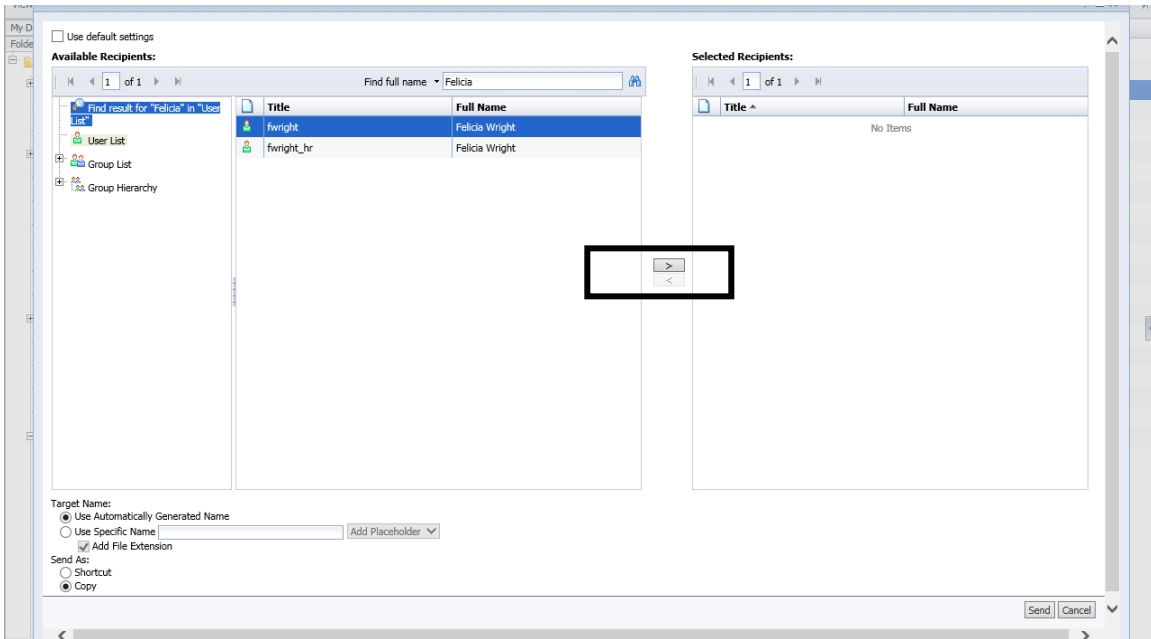 My D
Folde
Use default settings
Available Recipients:
Selected Recipients:
1 of 1
Find full name
Felicia
1 of 1
Find result for "Felicia" in "User List"
User List
Group List
Group Hierarchy
Title Full Name
fwright Felicia Wright
fwright_hr Felicia Wright
>
<
Title Full Name
No Items
Target Name:
Use Automatically Generated Name
Use Specific Name
Add Placeholder
Add File Extension
Send As:
Shortcut
Copy
Send Cancel